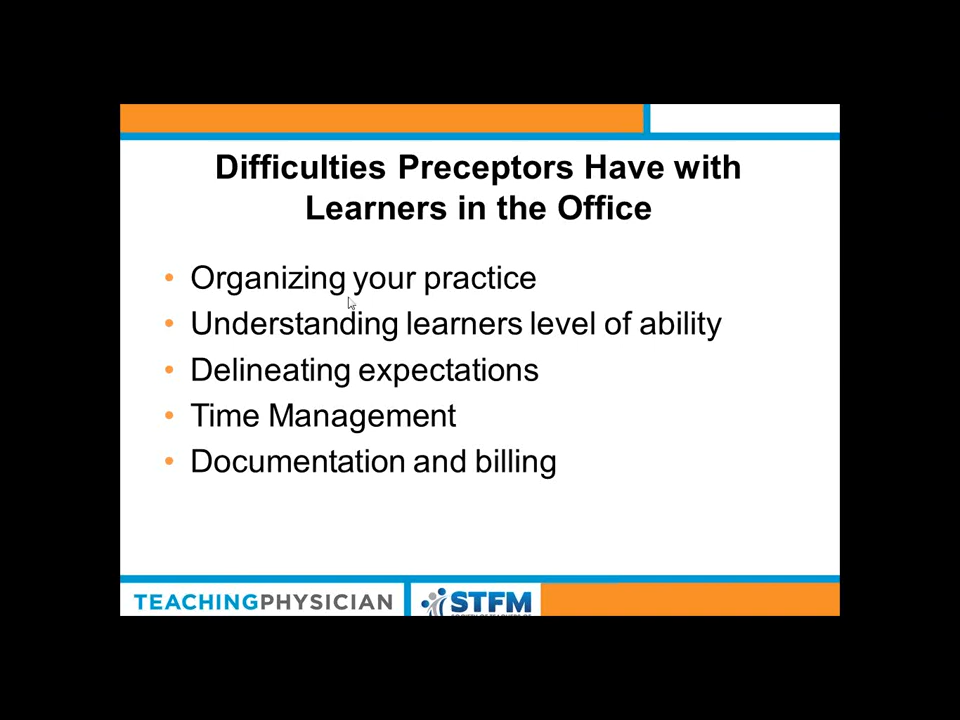 Difficulties Preceptors Have with
Learners in the Office
• Organizing your practice
• Understanding learners level of ability
• Delineating expectations
• Time Management
• Documentation and billing
TEACHINGPHYSICIAN
STFM